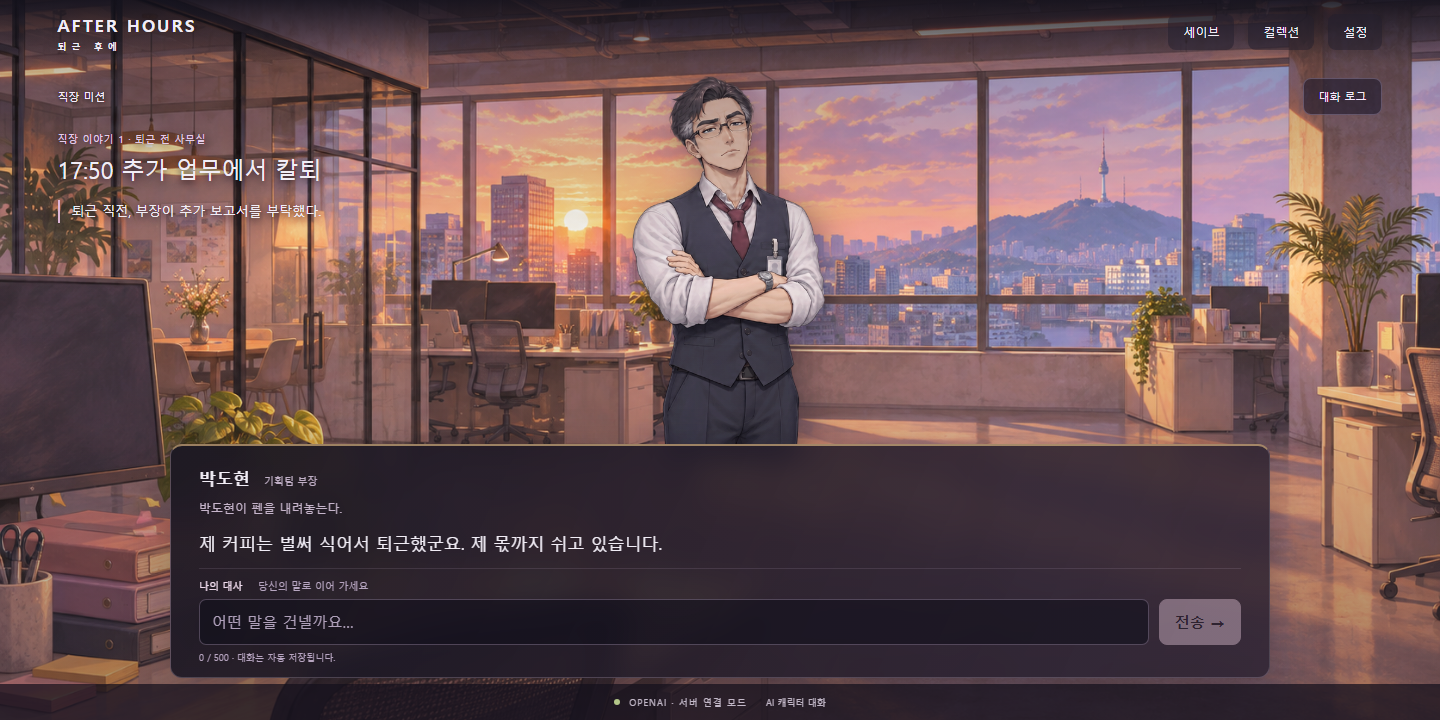 AFTER HOURS
퇴근 후에
세이브
컬렉션
설정
직장 미션
대화 로그
직장 이야기 1 · 퇴근 전 사무실
17:50 추가 업무에서 칼퇴
퇴근 직전, 부장이 추가 보고서를 부탁했다.
박도현 기획팀 부장
박도현이 펜을 내려놓는다.
제 커피는 벌써 식어서 퇴근했군요. 제 몫까지 쉬고 있습니다.
나의 대사 당신의 말로 이어 가세요
어떤 말을 건넬까요...
전송 →
0 / 500 · 대화는 자동 저장됩니다.
OPENAI · 서버 연결 모드 AI 캐릭터 대화